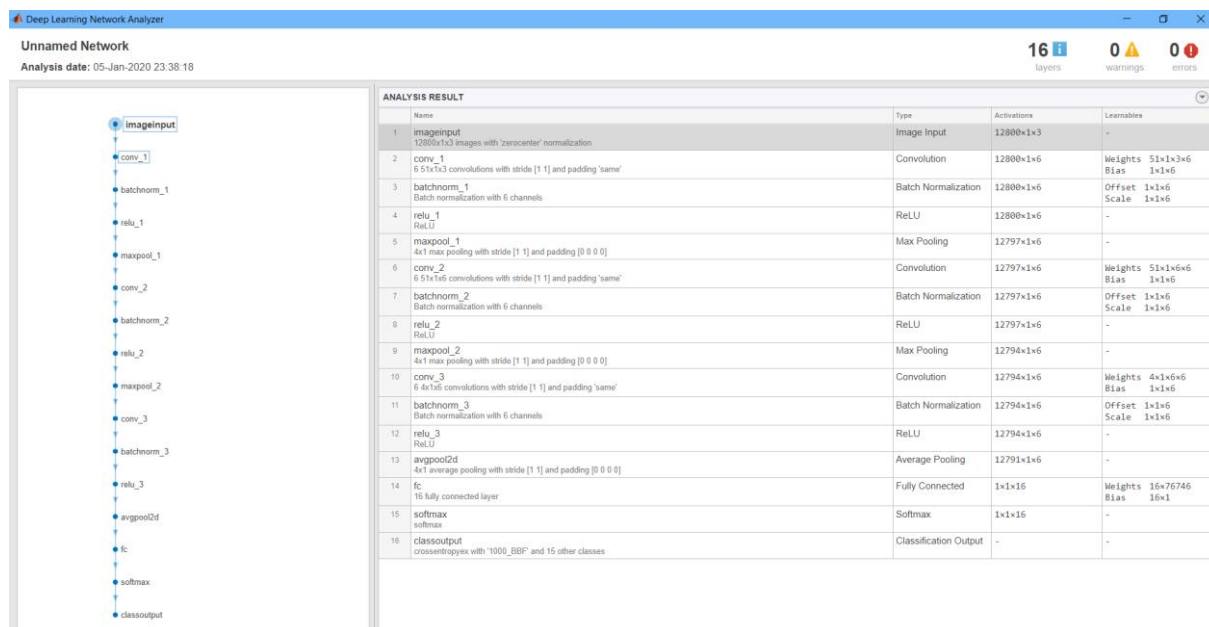 Deep Learning Network Analyzer
Unnamed Network
Analysis date: 05-Jan-2020 23:38:18
16
layers
0
warnings
0
errors
imageinput
conv_1
batchnorm_1
relu_1
maxpool_1
conv_2
batchnorm_2
relu_2
maxpool_2
conv_3
batchnorm_3
relu_3
avgpool2d
fc
softmax
classoutput
ANALYSIS RESULT
Name Type Activations Learnables
1 imageinput Image Input 12800×1×3 -
12800x1x3 images with 'zerocenter' normalization
2 conv_1 Convolution 12800×1×6 Weights 51×1×3×6
6 51x1x3 convolutions with stride [1 1] and padding 'same' Bias 1×1×6
3 batchnorm_1 Batch Normalization 12800×1×6 Offset 1×1×6
Batch normalization with 6 channels Scale 1×1×6
4 relu_1 ReLU 12800×1×6 -
ReLU
5 maxpool_1 Max Pooling 12797×1×6 -
4x1 max pooling with stride [1 1] and padding [0 0 0 0]
6 conv_2 Convolution 12797×1×6 Weights 51×1×6×6
6 51x1x6 convolutions with stride [1 1] and padding 'same' Bias 1×1×6
7 batchnorm_2 Batch Normalization 12797×1×6 Offset 1×1×6
Batch normalization with 6 channels Scale 1×1×6
8 relu_2 ReLU 12797×1×6 -
ReLU
9 maxpool_2 Max Pooling 12794×1×6 -
4x1 max pooling with stride [1 1] and padding [0 0 0 0]
10 conv_3 Convolution 12794×1×6 Weights 4×1×6×6
6 4x1x6 convolutions with stride [1 1] and padding 'same' Bias 1×1×6
11 batchnorm_3 Batch Normalization 12794×1×6 Offset 1×1×6
Batch normalization with 6 channels Scale 1×1×6
12 relu_3 ReLU 12794×1×6 -
ReLU
13 avgpool2d Average Pooling 12791×1×6 -
4x1 average pooling with stride [1 1] and padding [0 0 0 0]
14 fc Fully Connected 1×1×16 Weights 16×76746
16 fully connected layer Bias 16×1
15 softmax Softmax 1×1×16 -
softmax
16 classoutput Classification Output - -
crossentropyex with '1000_BBF' and 15 other classes